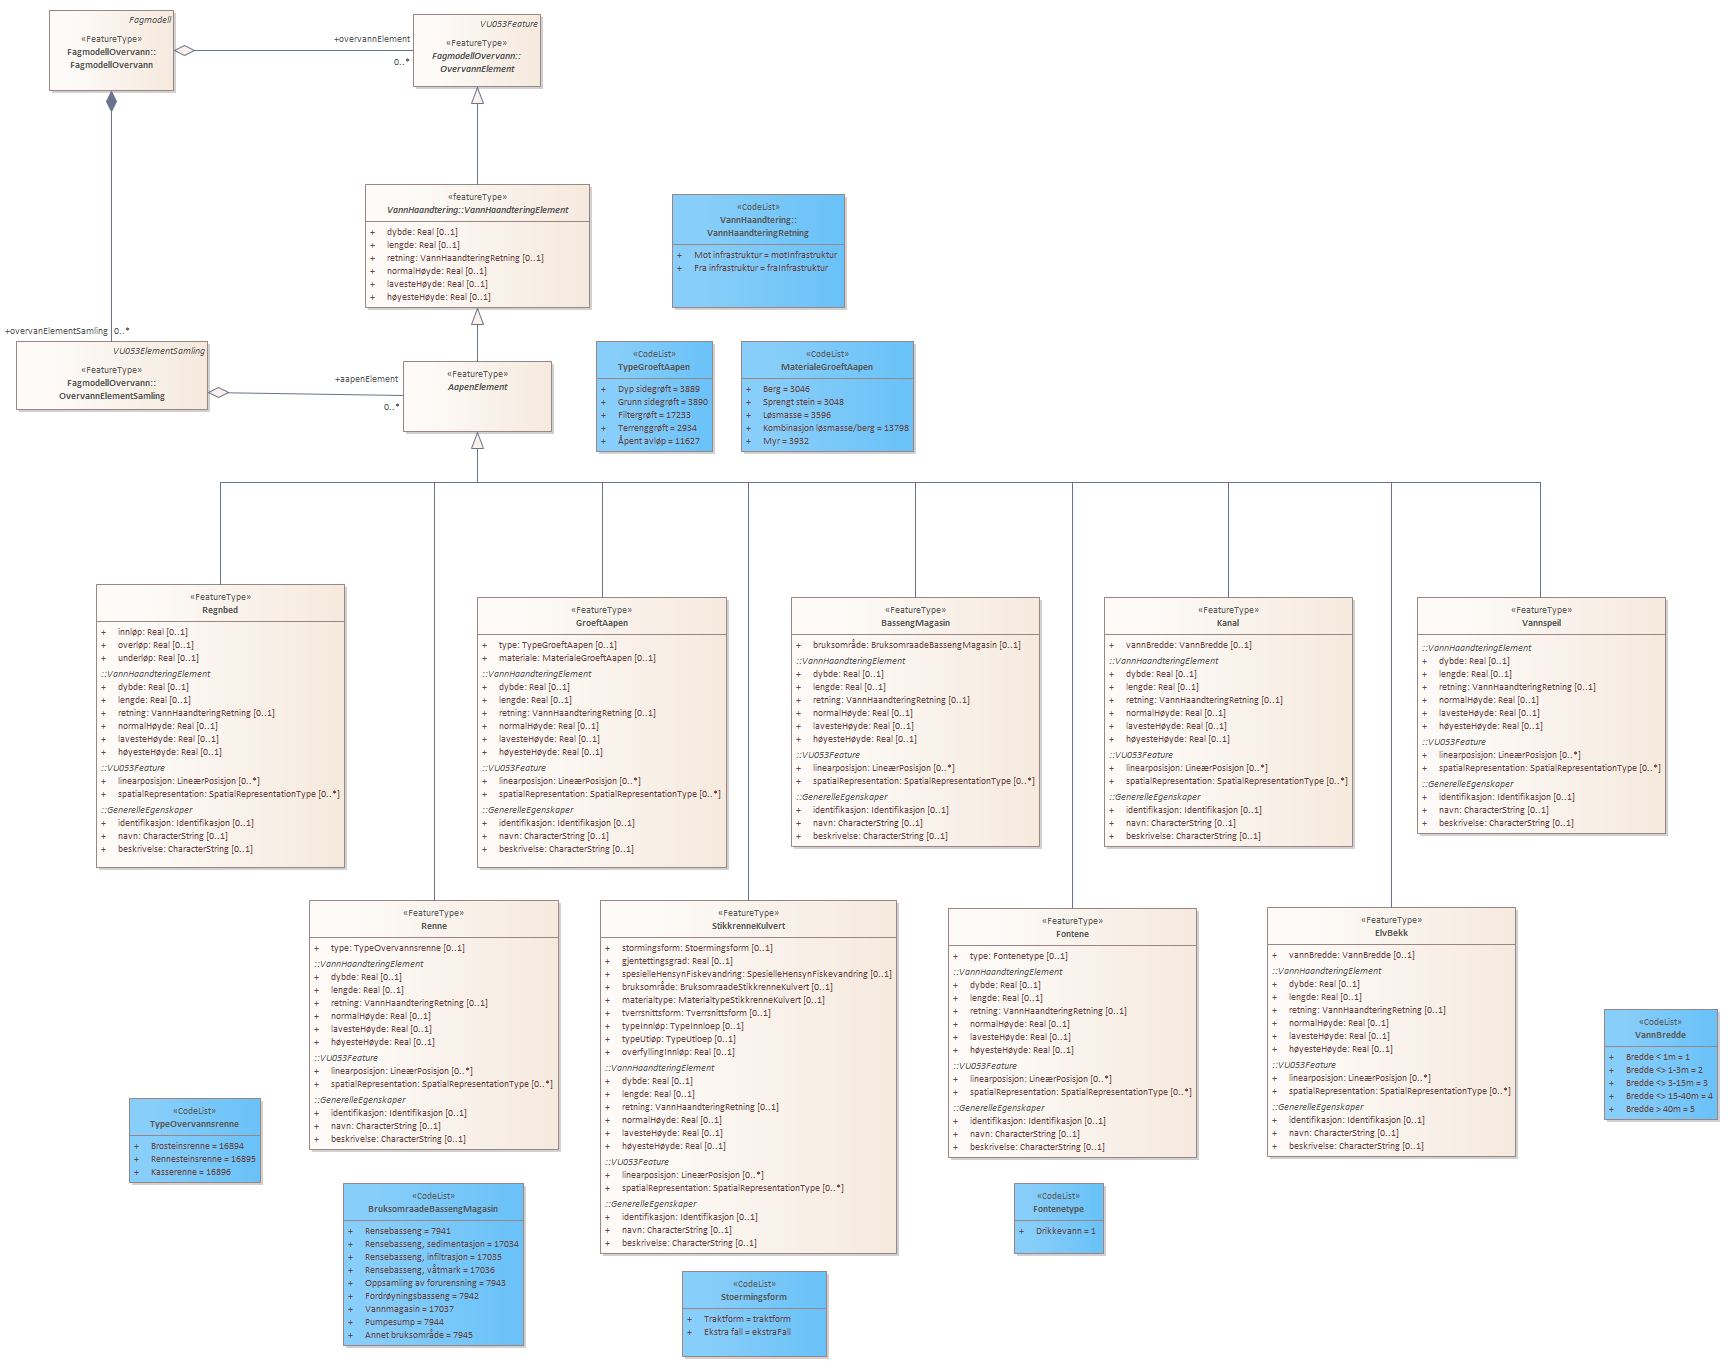 Fagmodell
«FeatureType»
FagmodellOvervann::
FagmodellOvervann
+overvannElement
0..*
VU053Feature
«FeatureType»
FagmodellOvervann::
OvervannElement
«featureType»
VannHaandtering::VannHaandteringElement
+ dybde: Real [0..1]
+ lengde: Real [0..1]
+ retning: VannHaandteringRetning [0..1]
+ normalHøyde: Real [0..1]
+ lavesteHøyde: Real [0..1]
+ høyesteHøyde: Real [0..1]
«CodeList»
VannHaandtering::
VannHaandteringRetning
+ Mot infrastruktur = motInfrastruktur
+ Fra infrastruktur = fraInfrastruktur
+overvanElementSamling 0..*
VU053ElementSamling
«FeatureType»
FagmodellOvervann::
OvervannElementSamling
+aapenElement
0..*
«FeatureType»
AapenElement
«CodeList»
TypeGroeftAapen
+ Dyp sidegrøft = 3889
+ Grunn sidegrøft = 3890
+ Filtergrøft = 17233
+ Terrenggrøft = 2934
+ Åpent avløp = 11627
«CodeList»
MaterialeGroeftAapen
+ Berg = 3046
+ Sprengt stein = 3048
+ Løsmasse = 3596
+ Kombinasjon løsmasse/berg = 13798
+ Myr = 3932
«FeatureType»
Regnbed
+ innløp: Real [0..1]
+ overløp: Real [0..1]
+ underløp: Real [0..1]
::VannHaandteringElement
+ dybde: Real [0..1]
+ lengde: Real [0..1]
+ retning: VannHaandteringRetning [0..1]
+ normalHøyde: Real [0..1]
+ lavesteHøyde: Real [0..1]
+ høyesteHøyde: Real [0..1]
::VU053Feature
+ linearposisjon: LineærPosisjon [0..*]
+ spatialRepresentation: SpatialRepresentationType [0..*]
::GenerelleEgenskaper
+ identifikasjon: Identifikasjon [0..1]
+ navn: CharacterString [0..1]
+ beskrivelse: CharacterString [0..1]
«FeatureType»
GroeftAapen
+ type: TypeGroeftAapen [0..1]
+ materiale: MaterialeGroeftAapen [0..1]
::VannHaandteringElement
+ dybde: Real [0..1]
+ lengde: Real [0..1]
+ retning: VannHaandteringRetning [0..1]
+ normalHøyde: Real [0..1]
+ lavesteHøyde: Real [0..1]
+ høyesteHøyde: Real [0..1]
::VU053Feature
+ linearposisjon: LineærPosisjon [0..*]
+ spatialRepresentation: SpatialRepresentationType [0..*]
::GenerelleEgenskaper
+ identifikasjon: Identifikasjon [0..1]
+ navn: CharacterString [0..1]
+ beskrivelse: CharacterString [0..1]
«FeatureType»
BassengMagasin
+ bruksområde: BruksomraadeBassengMagasin [0..1]
::VannHaandteringElement
+ dybde: Real [0..1]
+ lengde: Real [0..1]
+ retning: VannHaandteringRetning [0..1]
+ normalHøyde: Real [0..1]
+ lavesteHøyde: Real [0..1]
+ høyesteHøyde: Real [0..1]
::VU053Feature
+ linearposisjon: LineærPosisjon [0..*]
+ spatialRepresentation: SpatialRepresentationType [0..*]
::GenerelleEgenskaper
+ identifikasjon: Identifikasjon [0..1]
+ navn: CharacterString [0..1]
+ beskrivelse: CharacterString [0..1]
«FeatureType»
Kanal
+ vannBredde: VannBredde [0..1]
::VannHaandteringElement
+ dybde: Real [0..1]
+ lengde: Real [0..1]
+ retning: VannHaandteringRetning [0..1]
+ normalHøyde: Real [0..1]
+ lavesteHøyde: Real [0..1]
+ høyesteHøyde: Real [0..1]
::VU053Feature
+ linearposisjon: LineærPosisjon [0..*]
+ spatialRepresentation: SpatialRepresentationType [0..*]
::GenerelleEgenskaper
+ identifikasjon: Identifikasjon [0..1]
+ navn: CharacterString [0..1]
+ beskrivelse: CharacterString [0..1]
«FeatureType»
Vannspeil
::VannHaandteringElement
+ dybde: Real [0..1]
+ lengde: Real [0..1]
+ retning: VannHaandteringRetning [0..1]
+ normalHøyde: Real [0..1]
+ lavesteHøyde: Real [0..1]
+ høyesteHøyde: Real [0..1]
::VU053Feature
+ linearposisjon: LineærPosisjon [0..*]
+ spatialRepresentation: SpatialRepresentationType [0..*]
::GenerelleEgenskaper
+ identifikasjon: Identifikasjon [0..1]
+ navn: CharacterString [0..1]
+ beskrivelse: CharacterString [0..1]
«FeatureType»
Renne
+ type: TypeOvervannsrenne [0..1]
::VannHaandteringElement
+ dybde: Real [0..1]
+ lengde: Real [0..1]
+ retning: VannHaandteringRetning [0..1]
+ normalHøyde: Real [0..1]
+ lavesteHøyde: Real [0..1]
+ høyesteHøyde: Real [0..1]
::VU053Feature
+ linearposisjon: LineærPosisjon [0..*]
+ spatialRepresentation: SpatialRepresentationType [0..*]
::GenerelleEgenskaper
+ identifikasjon: Identifikasjon [0..1]
+ navn: CharacterString [0..1]
+ beskrivelse: CharacterString [0..1]
«FeatureType»
StikkrenneKulvert
+ stormingsform: Stoermingsform [0..1]
+ gjentettingsgrad: Real [0..1]
+ spesielleHensynFiskevandring: SpesielleHensynFiskevandring [0..1]
+ bruksområde: BruksomraadeStikkrenneKulvert [0..1]
+ materialtype: MaterialtypeStikkrenneKulvert [0..1]
+ tverrsnittsform: Tverrsnittsform [0..1]
+ typeInnløp: TypeInnloep [0..1]
+ typeUtløp: TypeUtloep [0..1]
+ overfyllingInnløp: Real [0..1]
::VannHaandteringElement
+ dybde: Real [0..1]
+ lengde: Real [0..1]
+ retning: VannHaandteringRetning [0..1]
+ normalHøyde: Real [0..1]
+ lavesteHøyde: Real [0..1]
+ høyesteHøyde: Real [0..1]
::VU053Feature
+ linearposisjon: LineærPosisjon [0..*]
+ spatialRepresentation: SpatialRepresentationType [0..*]
::GenerelleEgenskaper
+ identifikasjon: Identifikasjon [0..1]
+ navn: CharacterString [0..1]
+ beskrivelse: CharacterString [0..1]
«FeatureType»
Fontene
+ type: Fontenetype [0..1]
::VannHaandteringElement
+ dybde: Real [0..1]
+ lengde: Real [0..1]
+ retning: VannHaandteringRetning [0..1]
+ normalHøyde: Real [0..1]
+ lavesteHøyde: Real [0..1]
+ høyesteHøyde: Real [0..1]
::VU053Feature
+ linearposisjon: LineærPosisjon [0..*]
+ spatialRepresentation: SpatialRepresentationType [0..*]
::GenerelleEgenskaper
+ identifikasjon: Identifikasjon [0..1]
+ navn: CharacterString [0..1]
+ beskrivelse: CharacterString [0..1]
«FeatureType»
ElvBekk
+ vannBredde: VannBredde [0..1]
::VannHaandteringElement
+ dybde: Real [0..1]
+ lengde: Real [0..1]
+ retning: VannHaandteringRetning [0..1]
+ normalHøyde: Real [0..1]
+ lavesteHøyde: Real [0..1]
+ høyesteHøyde: Real [0..1]
::VU053Feature
+ linearposisjon: LineærPosisjon [0..*]
+ spatialRepresentation: SpatialRepresentationType [0..*]
::GenerelleEgenskaper
+ identifikasjon: Identifikasjon [0..1]
+ navn: CharacterString [0..1]
+ beskrivelse: CharacterString [0..1]
«CodeList»
VannBredde
+ Bredde < 1m = 1
+ Bredde <> 1-3m = 2
+ Bredde <> 3-15m = 3
+ Bredde <> 15-40m = 4
+ Bredde > 40m = 5
«CodeList»
TypeOvervannsrenne
+ Brosteinsrenne = 16894
+ Rennesteinsrenne = 16895
+ Kasserenne = 16896
«CodeList»
BruksomraadeBassengMagasin
+ Rensebasseng = 7941
+ Rensebasseng, sedimentasjon = 17034
+ Rensebasseng, infiltrasjon = 17035
+ Rensebasseng, våtmark = 17036
+ Oppsamling av forurensning = 7943
+ Fordrøyningsbasseng = 7942
+ Vannmagasin = 17037
+ Pumpesump = 7944
+ Annet bruksområde = 7945
«CodeList»
Fontenetype
+ Drikkevann = 1
«CodeList»
Stoermingsform
+ Traktform = traktform
+ Ekstra fall = ekstraFall